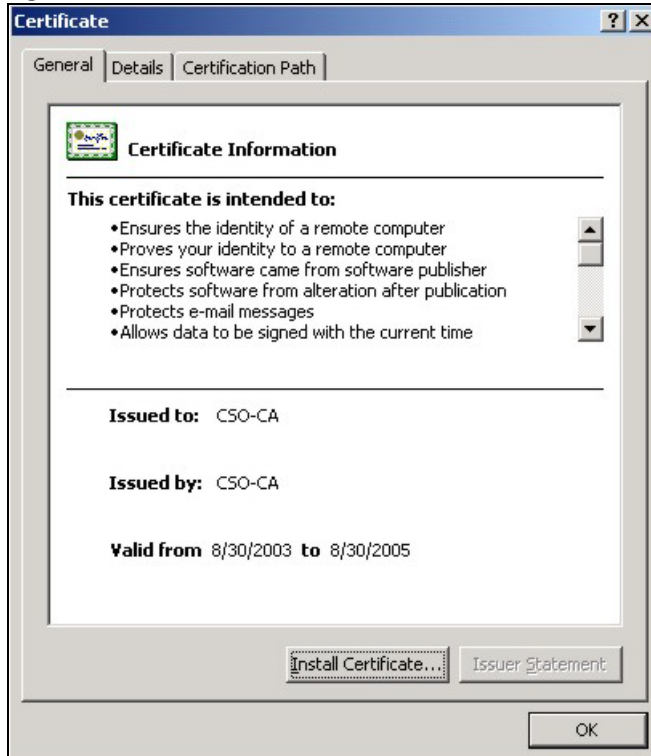 Certificate
General Details Certification Path
Certificate Information
This certificate is intended to:
•Ensures the identity of a remote computer
•Proves your identity to a remote computer
•Ensures software came from software publisher
•Protects software from alteration after publication
•Protects e-mail messages
•Allows data to be signed with the current time
Issued to: CSO-CA
Issued by: CSO-CA
Valid from 8/30/2003 to 8/30/2005
Install Certificate... Issuer Statement
OK